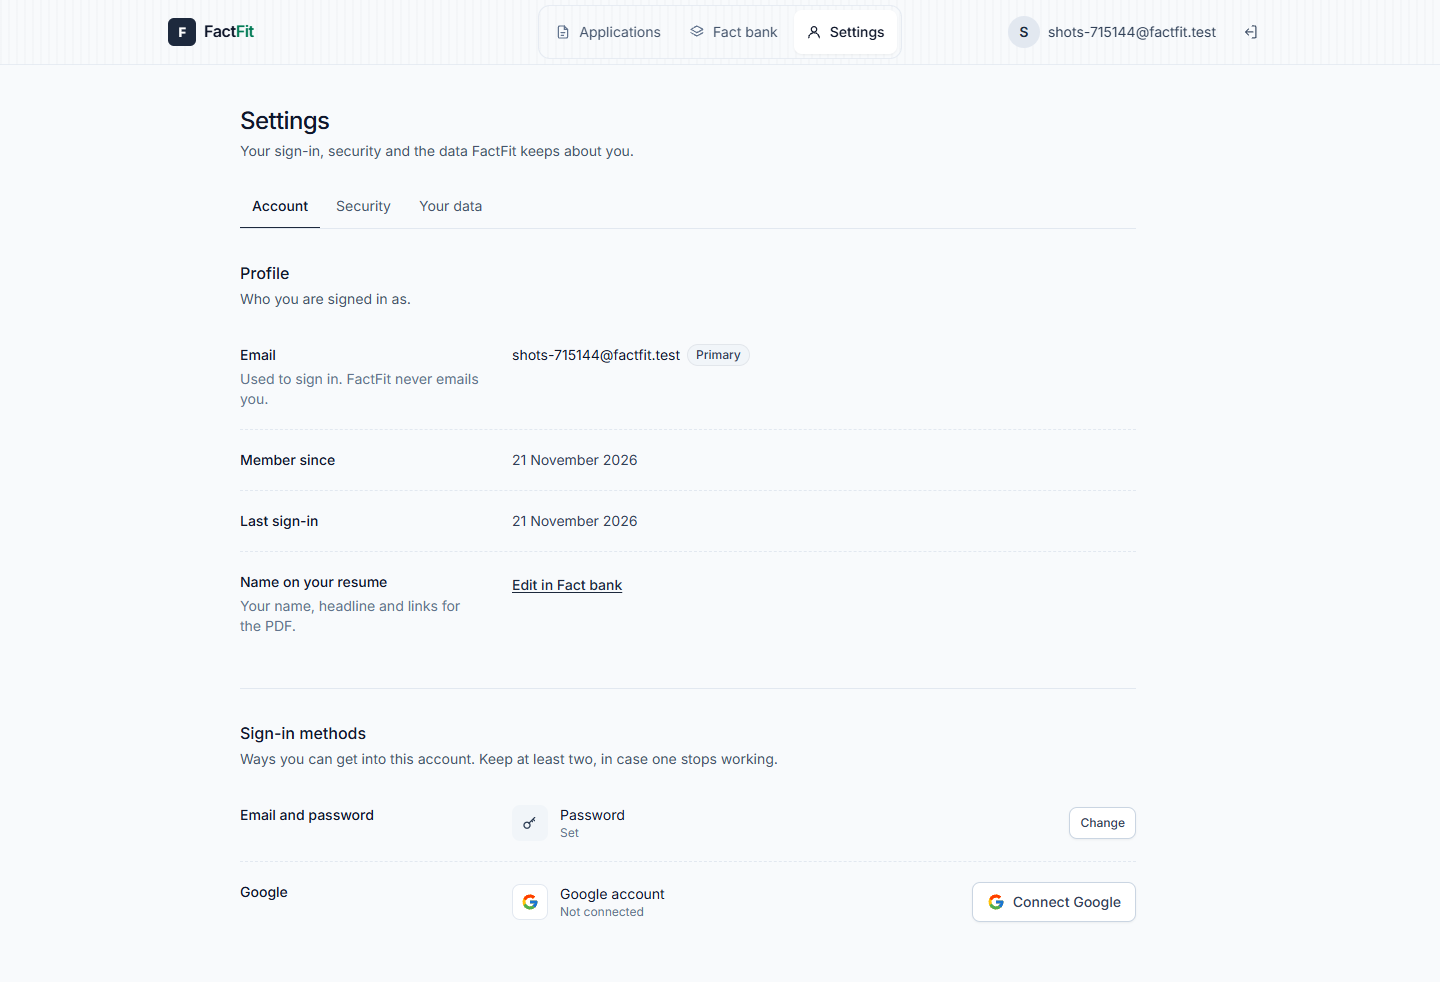 F FactFit
Applications
Fact bank
Settings
S shots-715144@factfit.test
Settings
Your sign-in, security and the data FactFit keeps about you.
Account
Security
Your data
Profile
Who you are signed in as.
Email
shots-715144@factfit.test Primary
Used to sign in. FactFit never emails
you.
Member since
21 November 2026
Last sign-in
21 November 2026
Name on your resume
Edit in Fact bank
Your name, headline and links for
the PDF.
Sign-in methods
Ways you can get into this account. Keep at least two, in case one stops working.
Email and password
Password
Set
Change
Google
Google account
Not connected
Connect Google